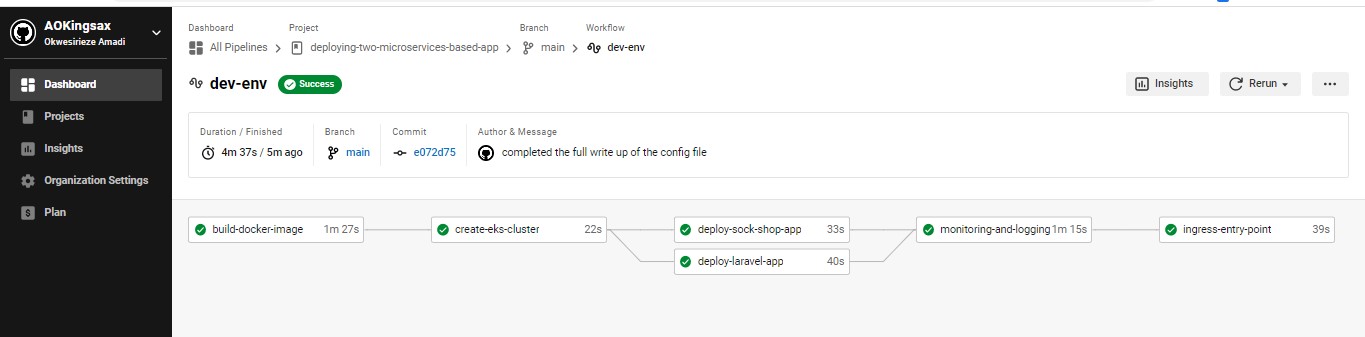 AOKingsax
Okwesirieze Amadi
Dashboard
Projects
Insights
Organization Settings
Plan
Dashboard Project Branch Workflow
All Pipelines deploying-two-microservices-based-app main dev-env
dev-env Success Insights Rerun
Duration / Finished Branch Commit Author & Message
4m 37s / 5m ago main e072d75 completed the full write up of the config file
build-docker-image 1m 27s create-eks-cluster 22s deploy-sock-shop-app 33s monitoring-and-logging 1m 15s ingress-entry-point 39s
deploy-laravel-app 40s